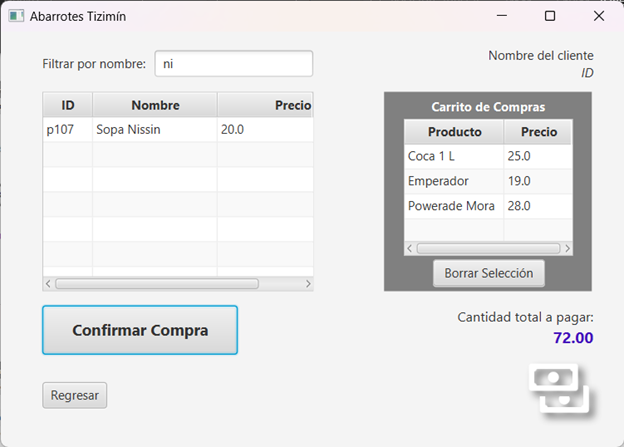 Abarrotes Tizimín
Filtrar por nombre: ni
Nombre del cliente
ID
ID Nombre Precio
p107 Sopa Nissin 20.0
Carrito de Compras
Producto Precio
Coca 1 L 25.0
Emperador 19.0
Powerade Mora 28.0
Borrar Selección
Confirmar Compra
Cantidad total a pagar:
72.00
Regresar